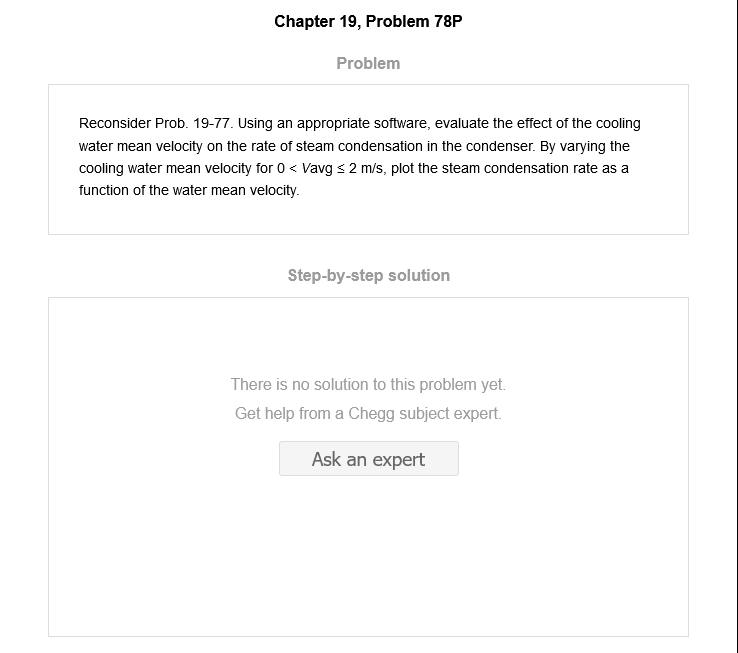 Chapter 19, Problem 78P
Problem
Reconsider Prob. 19-77. Using an appropriate software, evaluate the effect of the cooling
water mean velocity on the rate of steam condensation in the condenser. By varying the
cooling water mean velocity for 0 < Vavg ≤ 2 m/s, plot the steam condensation rate as a
function of the water mean velocity.
Step-by-step solution
There is no solution to this problem yet.
Get help from a Chegg subject expert.
Ask an expert